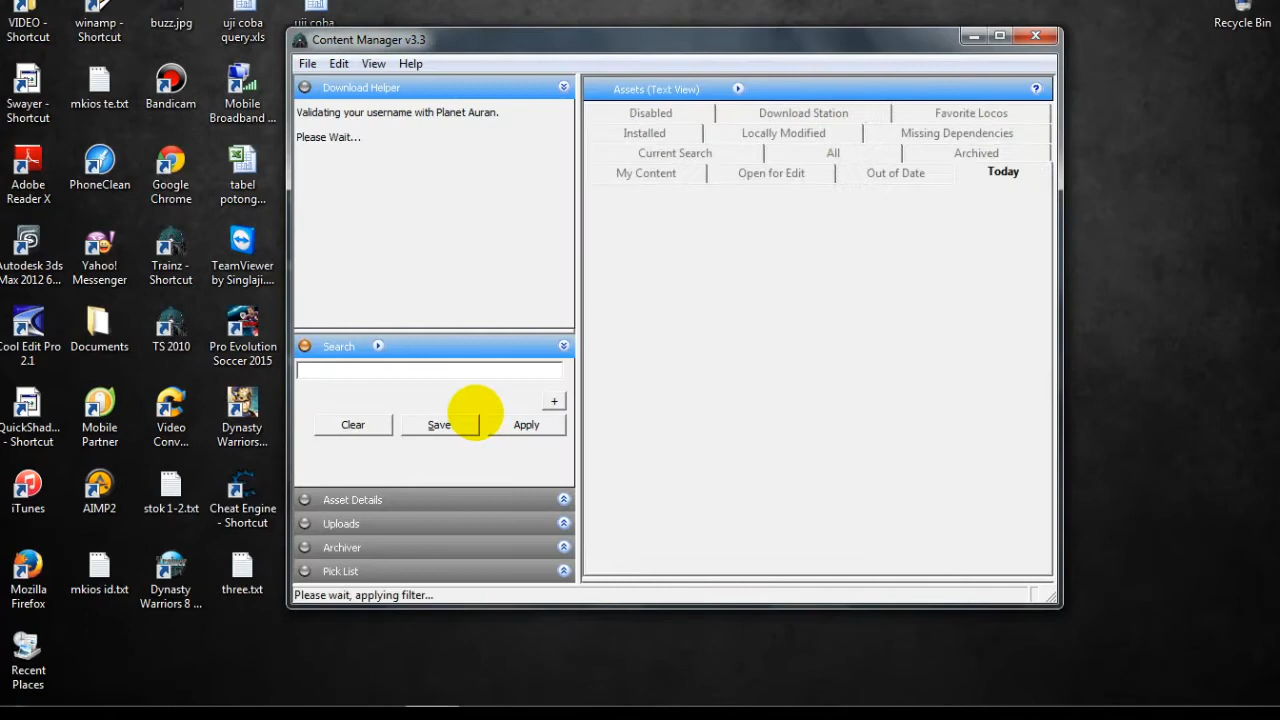 VIDEO -
Shortcut
winamp -
Shortcut
buzz.jpg
uji coba
query.xls
uji coba
Recycle Bin
Swayer -
Shortcut
mkios te.txt
Bandicam
Mobile
Broadband ...
Adobe
Reader X
PhoneClean
Google
Chrome
tabel
potong...
Autodesk 3ds
Max 2012 6...
Yahoo!
Messenger
Trainz -
Shortcut
TeamViewer
by Singlaji....
Cool Edit Pro
2.1
Documents
TS 2010
Pro Evolution
Soccer 2015
QuickShad...
- Shortcut
Mobile
Partner
Video
Conv...
Dynasty
Warriors...
iTunes
AIMP2
stok 1-2.txt
Cheat Engine
- Shortcut
Mozilla
Firefox
mkios id.txt
Dynasty
Warriors 8 ...
three.txt
Recent
Places
Content Manager v3.3
File Edit View Help
Download Helper
Validating your username with Planet Auran.
Please Wait...
Search
+
Clear Save Apply
Asset Details
Uploads
Archiver
Pick List
Please wait, applying filter...
Assets (Text View) ?
Disabled Download Station Favorite Locos
Installed Locally Modified Missing Dependencies
Current Search All Archived
My Content Open for Edit Out of Date Today